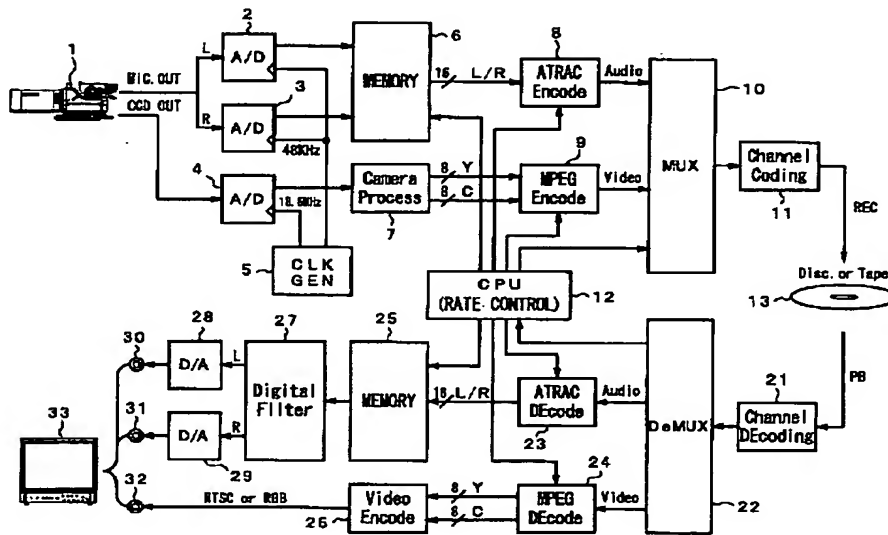 2
6
8
1
A/D
L
MEMORY
ATRAC
Encode
Audio
10
MIC. OUT
CCD OUT
3
16
L/R
R
A/D
48KHz
9
4
8
Y
8
C
MPEG
Encode
Video
MUX
Channel
Coding
A/D
Camera
Process
11
REC
7
5
CLK
GEN
CPU
(RATE CONTROL)
12
Disc. or Tape
13
28
27
25
30
D/A
L
Digital
Filter
MEMORY
16
L/R
ATRAC
DEcode
Audio
21
PB
Channel
DEcoding
DeMUX
33
31
D/A
R
23
29
24
32
NTSC or RGB
Video
Encode
8
Y
8
C
MPEG
DEcode
Video
26
22